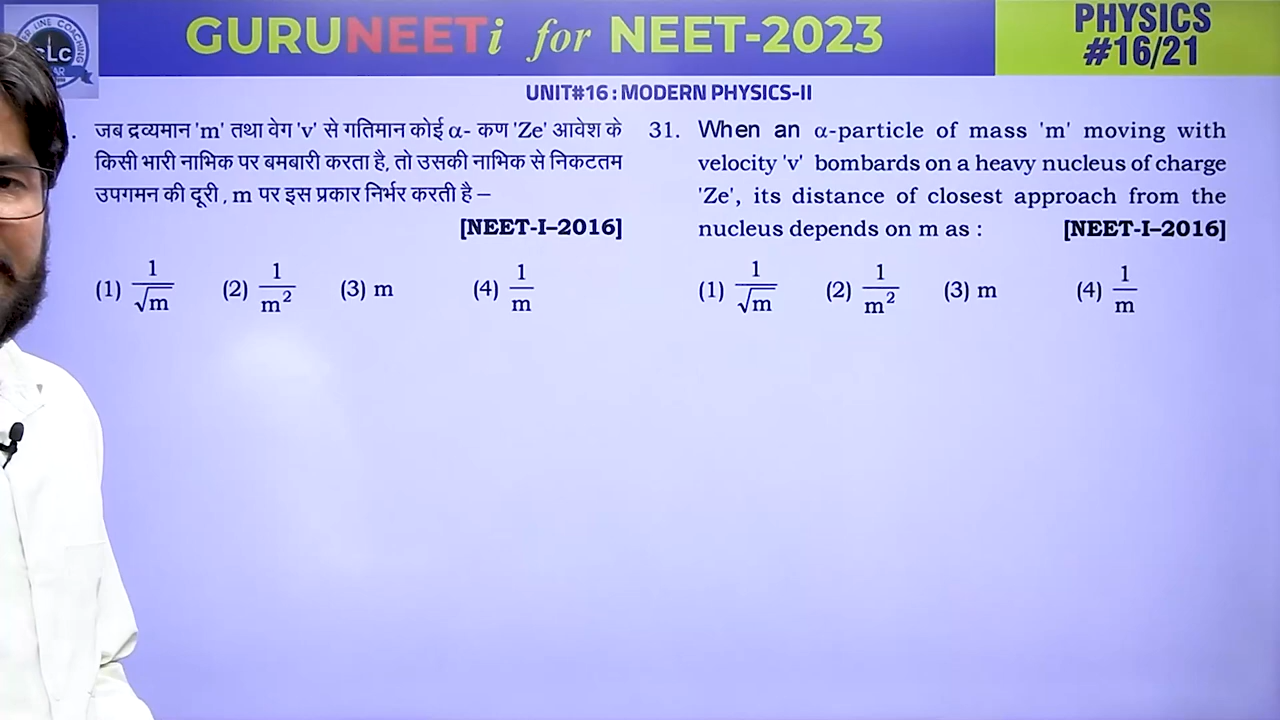 GURUNEETi for NEET-2023
PHYSICS
#16/21
UNIT#16 : MODERN PHYSICS-II
जब द्रव्यमान 'm' तथा वेग 'v' से गतिमान कोई α- कण 'Ze' आवेश के
किसी भारी नाभिक पर बमबारी करता है, तो उसकी नाभिक से निकटतम
उपगमन की दूरी , m पर इस प्रकार निर्भर करती है –
[NEET-I–2016]
(1) 1/√m (2) 1/m² (3) m (4) 1/m
31. When an α-particle of mass 'm' moving with
velocity 'v' bombards on a heavy nucleus of charge
'Ze', its distance of closest approach from the
nucleus depends on m as : [NEET-I–2016]
(1) 1/√m (2) 1/m² (3) m (4) 1/m